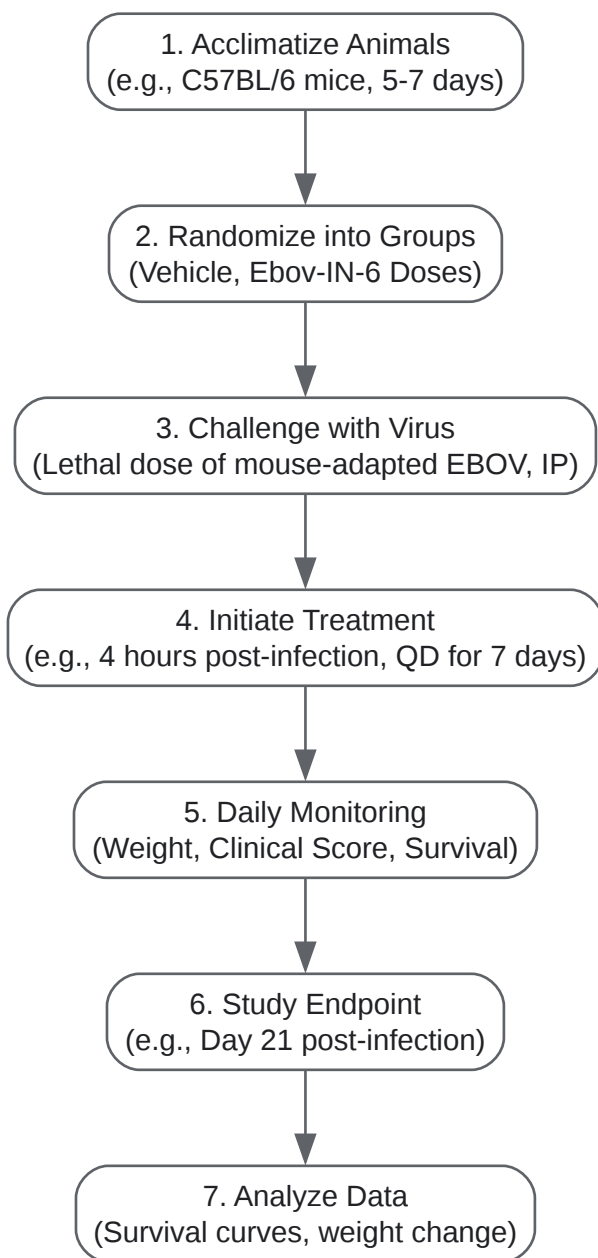 1. Acclimatize Animals
(e.g., C57BL/6 mice, 5-7 days)
2. Randomize into Groups
(Vehicle, Ebov-IN-6 Doses)
3. Challenge with Virus
(Lethal dose of mouse-adapted EBOV, IP)
4. Initiate Treatment
(e.g., 4 hours post-infection, QD for 7 days)
5. Daily Monitoring
(Weight, Clinical Score, Survival)
6. Study Endpoint
(e.g., Day 21 post-infection)
7. Analyze Data
(Survival curves, weight change)